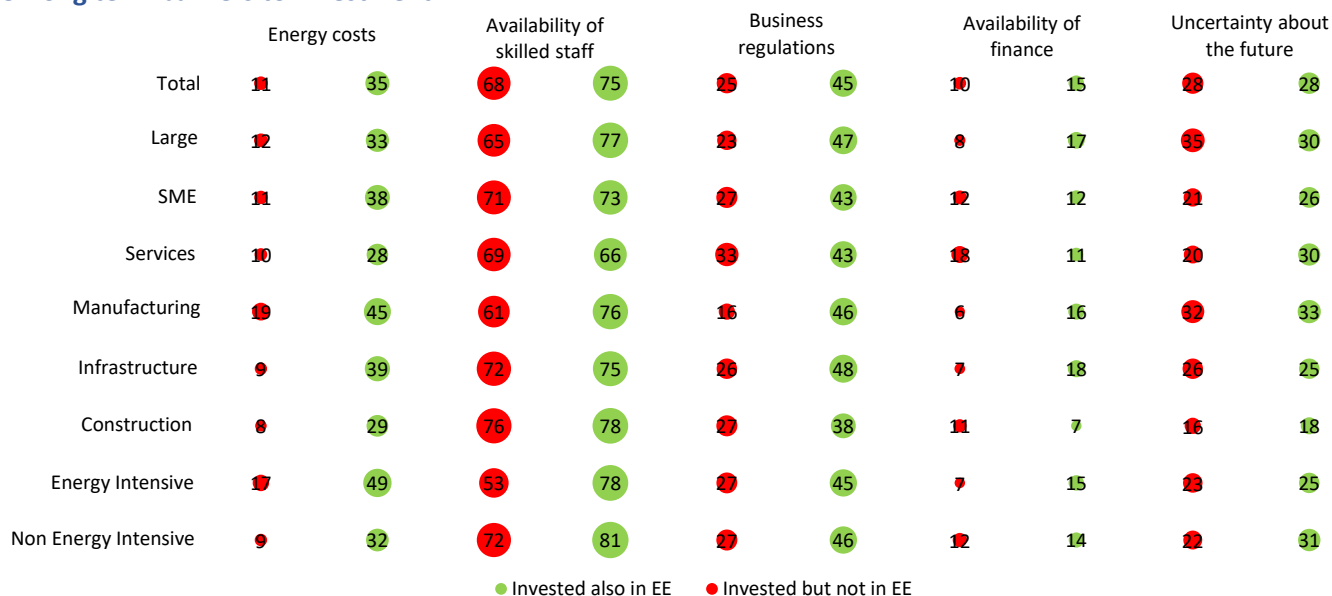 Energy costs
Availability of
skilled staff
Business
regulations
Availability of
finance
Uncertainty about
the future
Total 11 35 68 75 25 45 10 15 28 28
Large 12 33 65 77 23 47 8 17 35 30
SME 11 38 71 73 27 43 12 12 21 26
Services 10 28 69 66 33 43 18 11 20 30
Manufacturing 19 45 61 76 16 46 6 16 32 33
Infrastructure 9 39 72 75 26 48 7 18 26 25
Construction 8 29 76 78 27 38 11 7 16 18
Energy Intensive 17 49 53 78 27 45 7 15 23 25
Non Energy Intensive 9 32 72 81 27 46 12 14 22 31
Invested also in EE Invested but not in EE